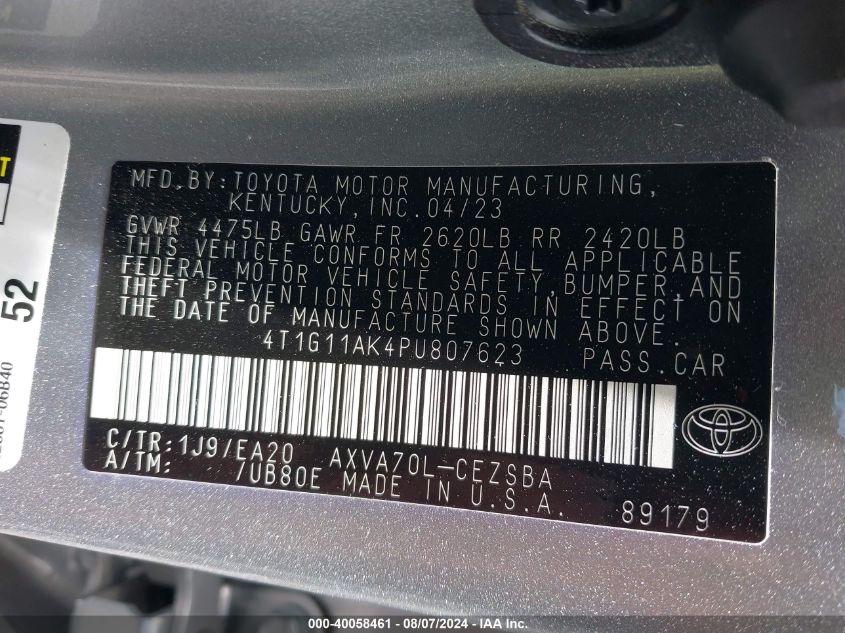 MFD.BY:TOYOTA MOTOR MANUFACTURING,
KENTUCKY,INC.04/23
GVWR 4475LB GAWR FR 2620LB RR 2420LB
THIS VEHICLE CONFORMS TO ALL APPLICABLE
FEDERAL MOTOR VEHICLE SAFETY,BUMPER,AND
THEFT PREVENTION STANDARDS IN EFFECT ON
THE DATE OF MANUFACTURE SHOWN ABOVE.
4T1G11AK4PU807623 PASS.CAR
C/TR:1J9/EA20 AXVA70L-CEZSBA
A/TM: /UB80E MADE IN U.S.A.
89179
52
000-40058461 - 08/07/2024 - IAAI.COM